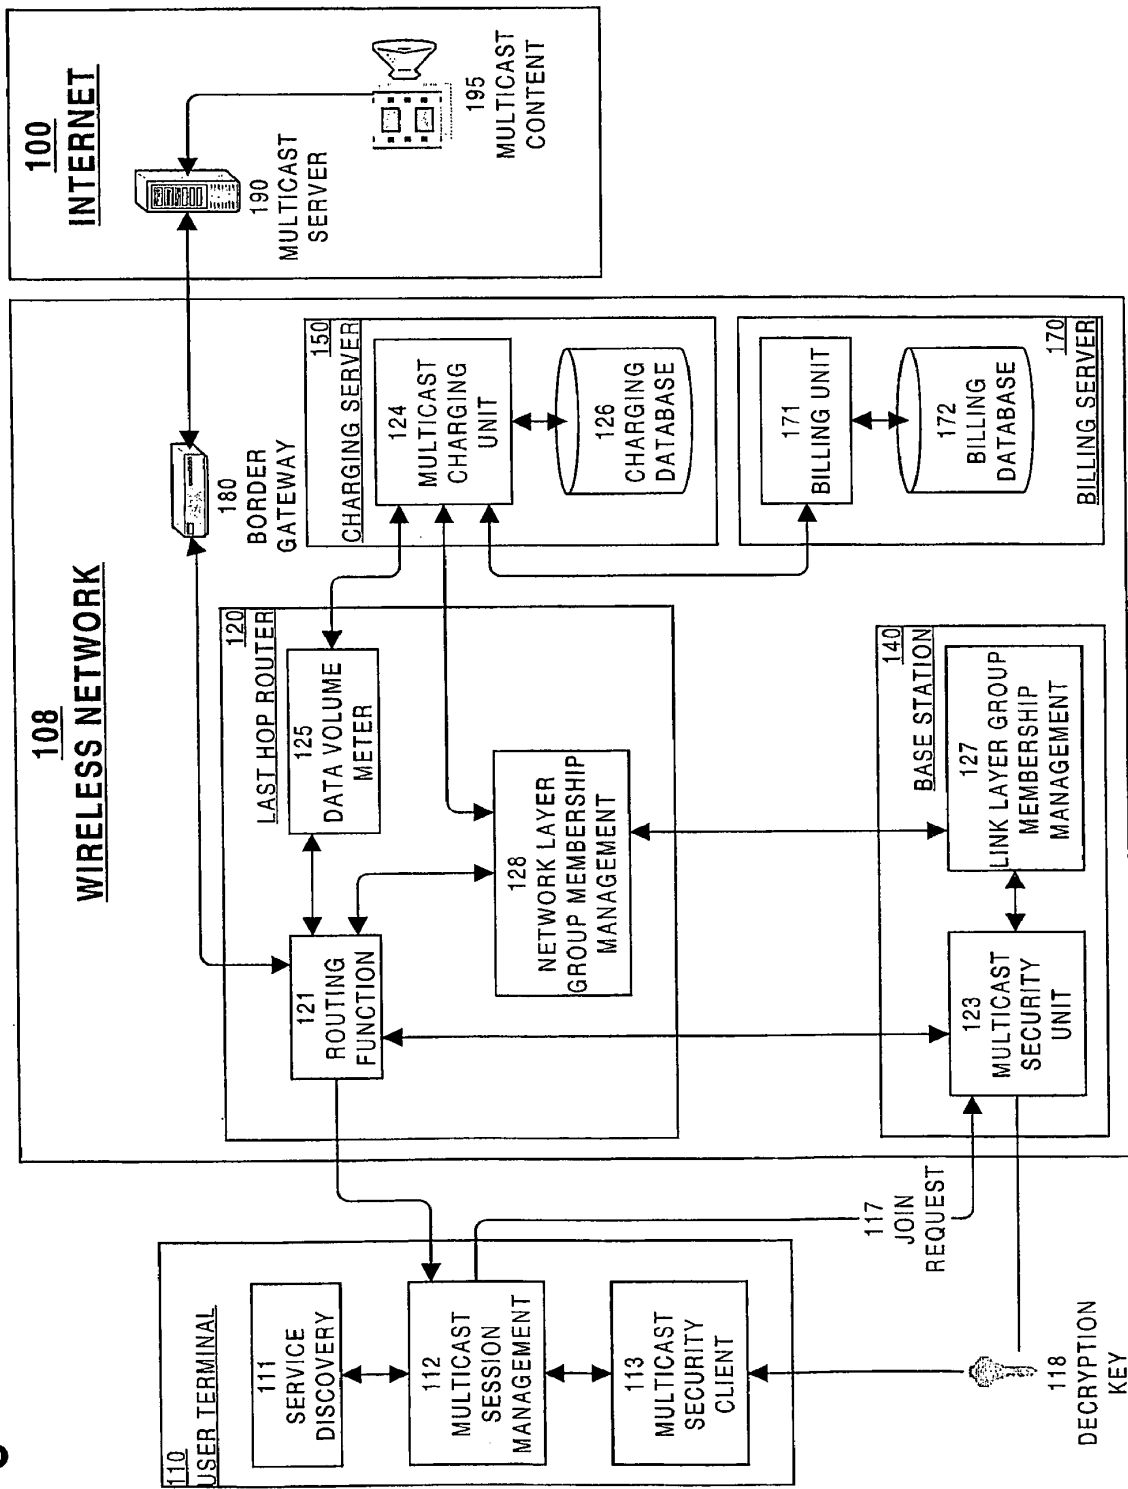 100
INTERNET
190
MULTICAST
SERVER
195
MULTICAST
CONTENT
108
WIRELESS NETWORK
180
BORDER
GATEWAY
150
CHARGING SERVER
124
MULTICAST
CHARGING
UNIT
126
CHARGING
DATABASE
171
BILLING UNIT
172
BILLING
DATABASE
170
BILLING SERVER
120
LAST HOP ROUTER
125
DATA VOLUME
METER
121
ROUTING
FUNCTION
128
NETWORK LAYER
GROUP MEMBERSHIP
MANAGEMENT
140
BASE STATION
127
LINK LAYER GROUP
MEMBERSHIP
MANAGEMENT
123
MULTICAST
SECURITY
UNIT
110
USER TERMINAL
111
SERVICE
DISCOVERY
112
MULTICAST
SESSION
MANAGEMENT
113
MULTICAST
SECURITY
CLIENT
117
JOIN
REQUEST
118
DECRYPTION
KEY